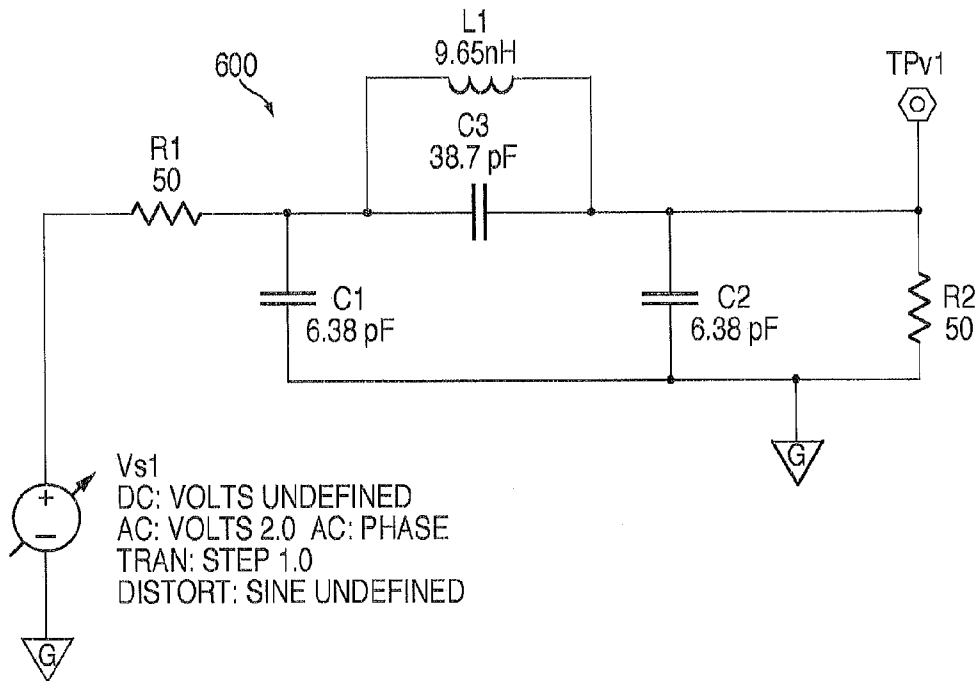 L1
9.65nH
600
TPv1
C3
38.7 pF
R1
50
C1
6.38 pF
C2
6.38 pF
R2
50
G
Vs1
DC: VOLTS UNDEFINED
AC: VOLTS 2.0 AC: PHASE
TRAN: STEP 1.0
DISTORT: SINE UNDEFINED
G